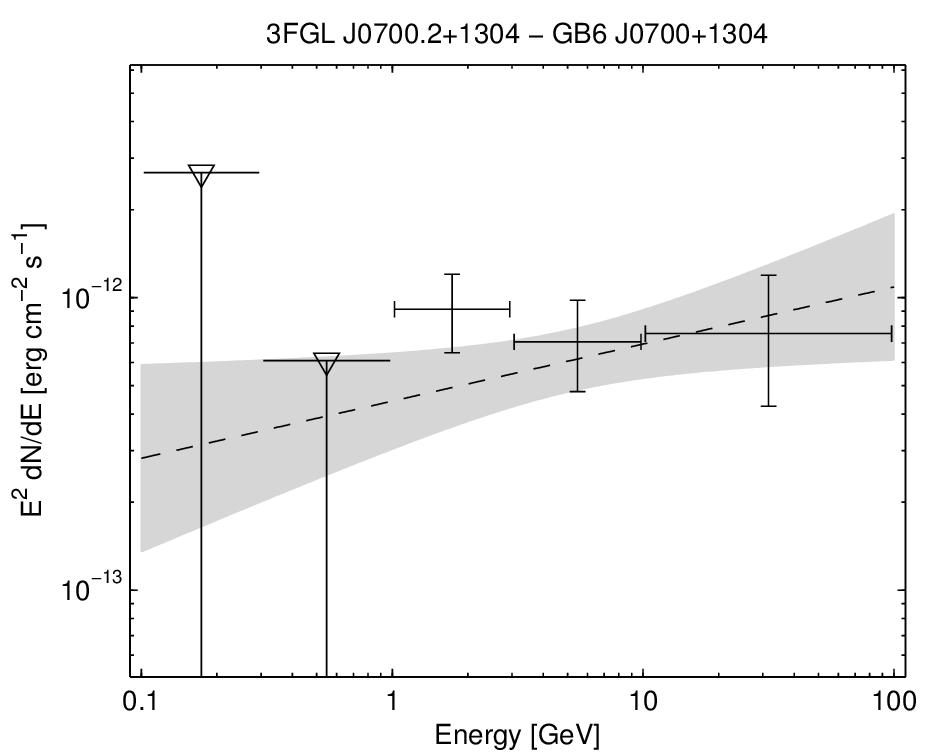 3FGL J0700.2+1304 − GB6 J0700+1304
E² dN/dE [erg cm⁻² s⁻¹]
10⁻¹²
10⁻¹³
0.1 1 10 100
Energy [GeV]